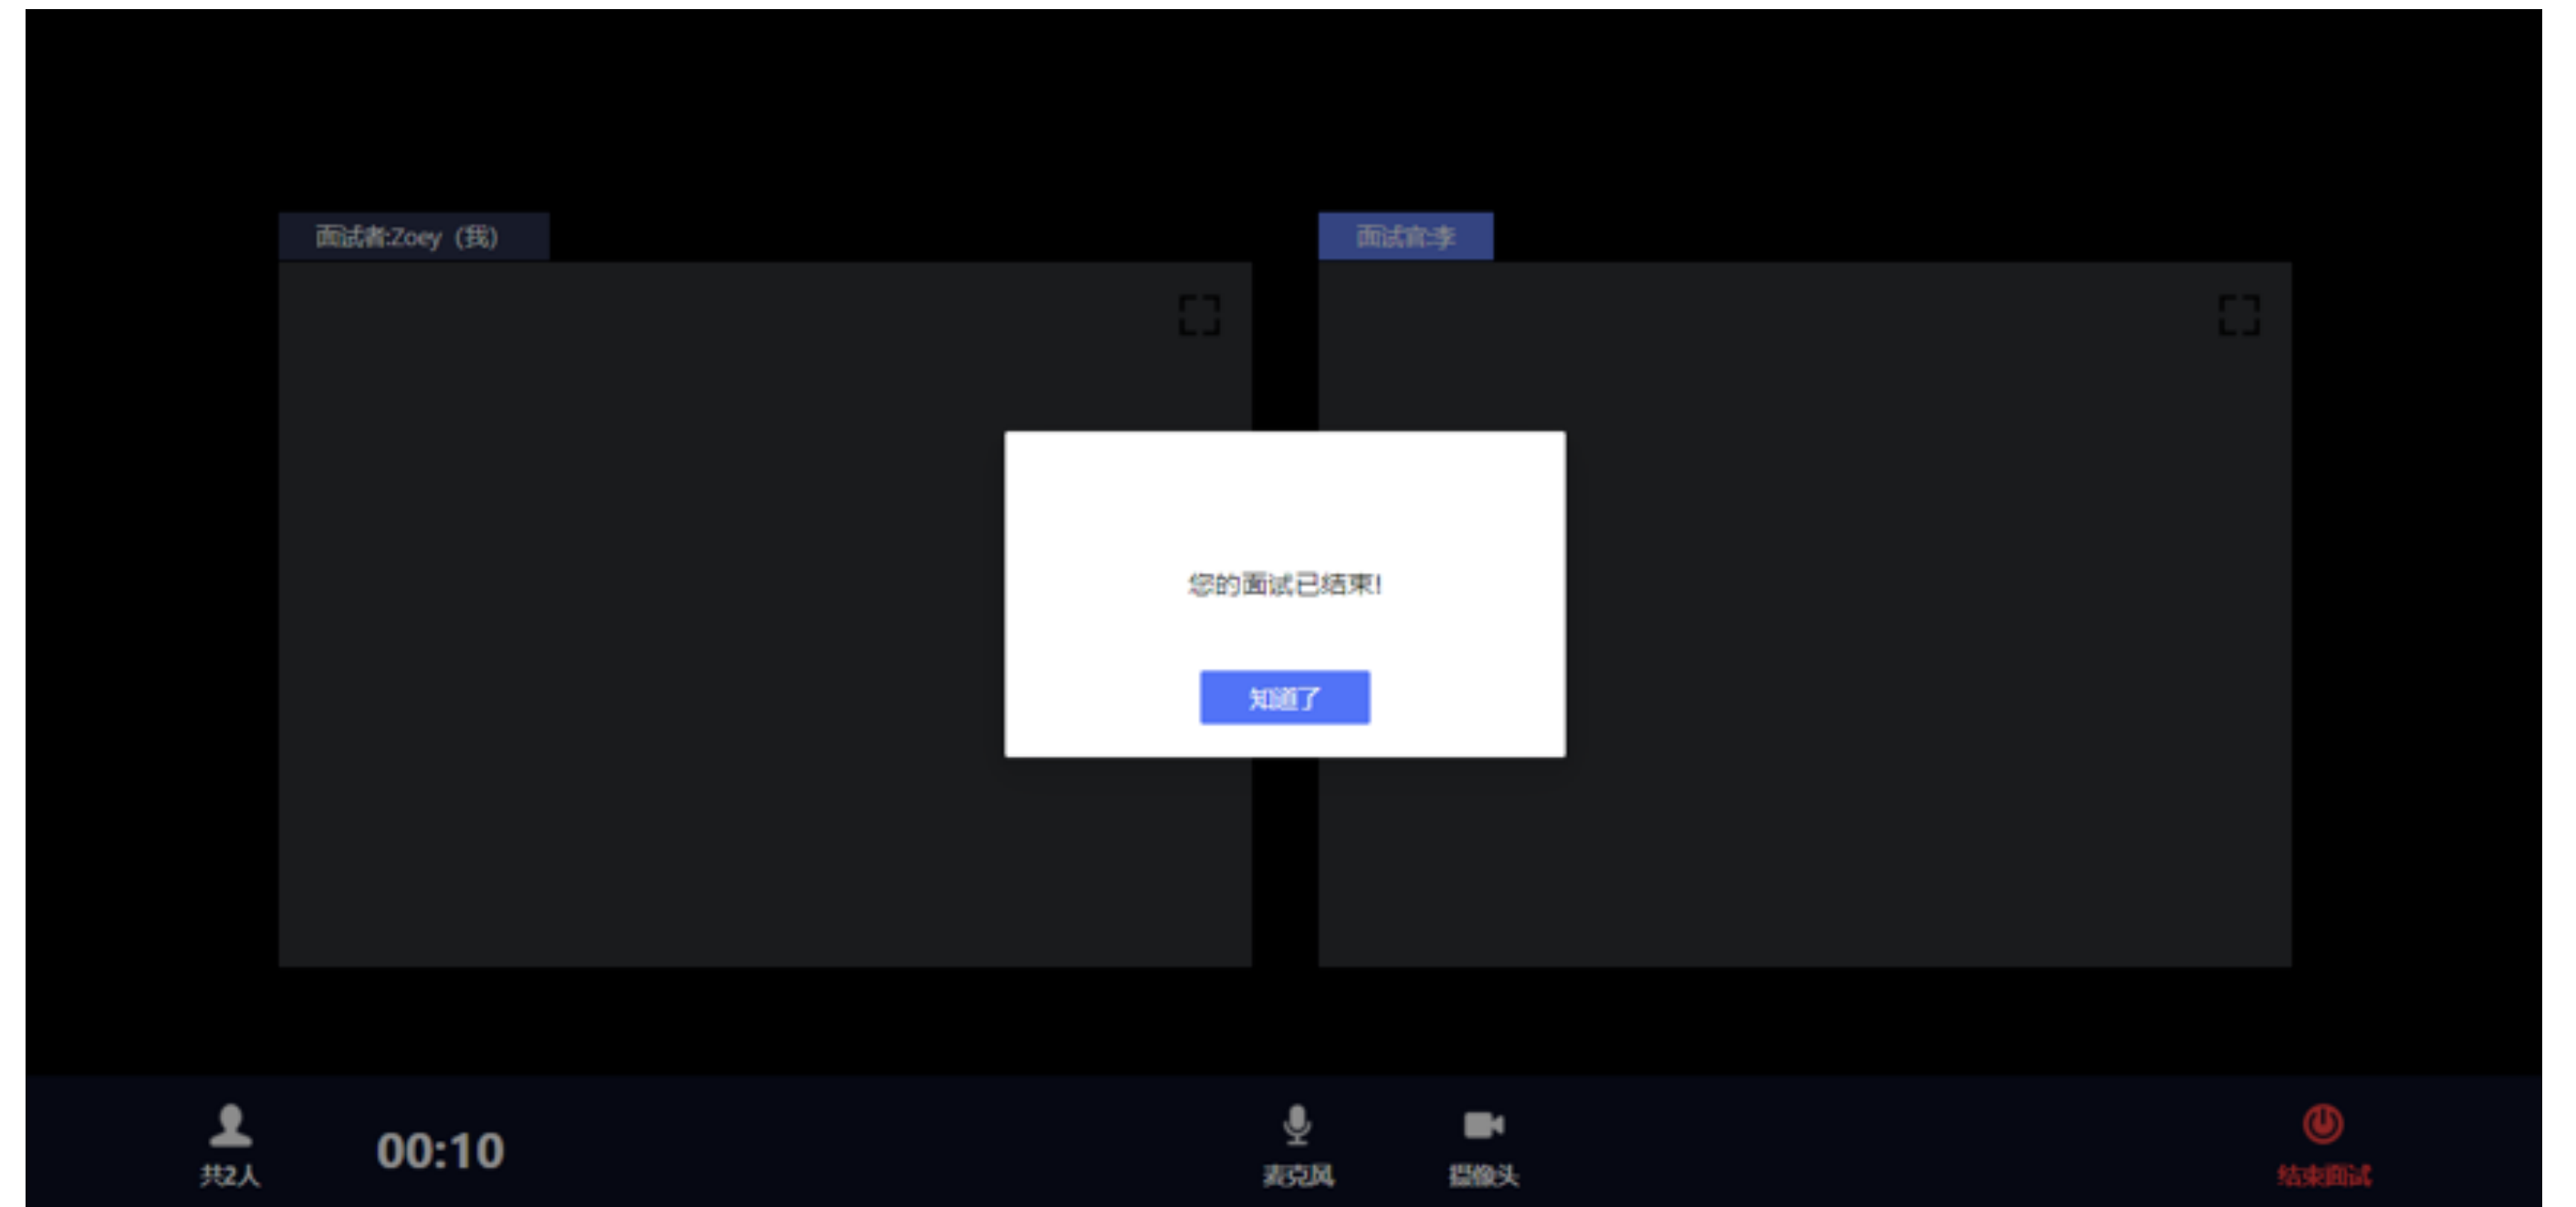 面试者:Zoey（我）
面试官:李
您的面试已结束!
知道了
共2人
00:10
麦克风
摄像头
结束面试